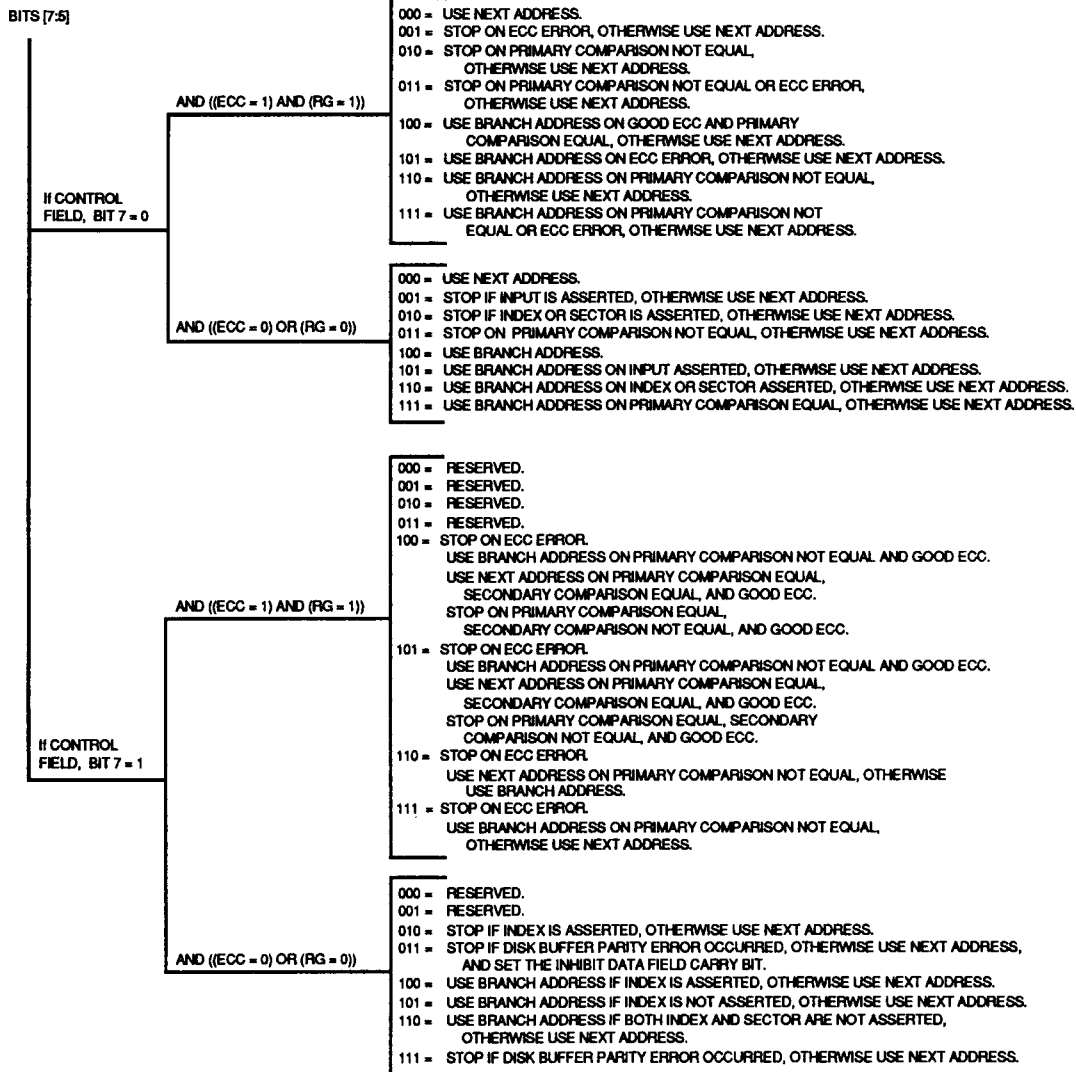 BITS [7:5]
000 = USE NEXT ADDRESS.
001 = STOP ON ECC ERROR, OTHERWISE USE NEXT ADDRESS.
010 = STOP ON PRIMARY COMPARISON NOT EQUAL,
OTHERWISE USE NEXT ADDRESS.
011 = STOP ON PRIMARY COMPARISON NOT EQUAL OR ECC ERROR,
OTHERWISE USE NEXT ADDRESS.
AND ((ECC = 1) AND (RG = 1))
100 = USE BRANCH ADDRESS ON GOOD ECC AND PRIMARY
COMPARISON EQUAL, OTHERWISE USE NEXT ADDRESS.
101 = USE BRANCH ADDRESS ON ECC ERROR, OTHERWISE USE NEXT ADDRESS.
110 = USE BRANCH ADDRESS ON PRIMARY COMPARISON NOT EQUAL,
OTHERWISE USE NEXT ADDRESS.
111 = USE BRANCH ADDRESS ON PRIMARY COMPARISON NOT
EQUAL OR ECC ERROR, OTHERWISE USE NEXT ADDRESS.
If CONTROL
FIELD, BIT 7 = 0
000 = USE NEXT ADDRESS.
001 = STOP IF INPUT IS ASSERTED, OTHERWISE USE NEXT ADDRESS.
010 = STOP IF INDEX OR SECTOR IS ASSERTED, OTHERWISE USE NEXT ADDRESS.
AND ((ECC = 0) OR (RG = 0))
011 = STOP ON PRIMARY COMPARISON NOT EQUAL, OTHERWISE USE NEXT ADDRESS.
100 = USE BRANCH ADDRESS.
101 = USE BRANCH ADDRESS ON INPUT ASSERTED, OTHERWISE USE NEXT ADDRESS.
110 = USE BRANCH ADDRESS ON INDEX OR SECTOR ASSERTED, OTHERWISE USE NEXT ADDRESS.
111 = USE BRANCH ADDRESS ON PRIMARY COMPARISON EQUAL, OTHERWISE USE NEXT ADDRESS.
000 = RESERVED.
001 = RESERVED.
010 = RESERVED.
011 = RESERVED.
100 = STOP ON ECC ERROR.
USE BRANCH ADDRESS ON PRIMARY COMPARISON NOT EQUAL AND GOOD ECC.
USE NEXT ADDRESS ON PRIMARY COMPARISON EQUAL,
SECONDARY COMPARISON EQUAL, AND GOOD ECC.
AND ((ECC = 1) AND (RG = 1))
STOP ON PRIMARY COMPARISON EQUAL,
SECONDARY COMPARISON NOT EQUAL, AND GOOD ECC.
101 = STOP ON ECC ERROR.
USE BRANCH ADDRESS ON PRIMARY COMPARISON NOT EQUAL AND GOOD ECC.
USE NEXT ADDRESS ON PRIMARY COMPARISON EQUAL,
SECONDARY COMPARISON EQUAL, AND GOOD ECC.
STOP ON PRIMARY COMPARISON EQUAL, SECONDARY
COMPARISON NOT EQUAL, AND GOOD ECC.
If CONTROL
FIELD, BIT 7 = 1
110 = STOP ON ECC ERROR.
USE NEXT ADDRESS ON PRIMARY COMPARISON NOT EQUAL, OTHERWISE
USE BRANCH ADDRESS.
111 = STOP ON ECC ERROR.
USE BRANCH ADDRESS ON PRIMARY COMPARISON NOT EQUAL,
OTHERWISE USE NEXT ADDRESS.
000 = RESERVED.
001 = RESERVED.
010 = STOP IF INDEX IS ASSERTED, OTHERWISE USE NEXT ADDRESS.
011 = STOP IF DISK BUFFER PARITY ERROR OCCURRED, OTHERWISE USE NEXT ADDRESS,
AND SET THE INHIBIT DATA FIELD CARRY BIT.
AND ((ECC = 0) OR (RG = 0))
100 = USE BRANCH ADDRESS IF INDEX IS ASSERTED, OTHERWISE USE NEXT ADDRESS.
101 = USE BRANCH ADDRESS IF INDEX IS NOT ASSERTED, OTHERWISE USE NEXT ADDRESS.
110 = USE BRANCH ADDRESS IF BOTH INDEX AND SECTOR ARE NOT ASSERTED,
OTHERWISE USE NEXT ADDRESS.
111 = STOP IF DISK BUFFER PARITY ERROR OCCURRED, OTHERWISE USE NEXT ADDRESS.